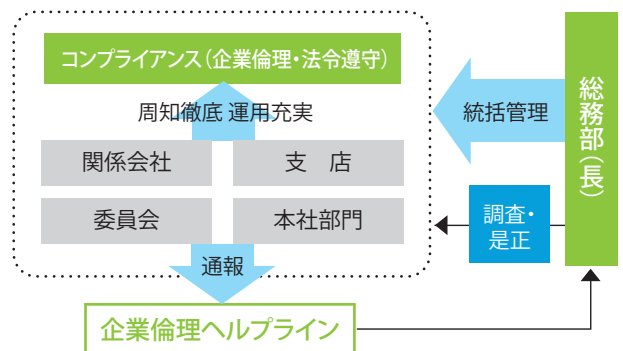 コンプライアンス（企業倫理・法令遵守）
周知徹底 運用充実
関係会社
支　店
委員会
本社部門
通報
企業倫理ヘルプライン
統括管理
調査・
是正
総務部（長）